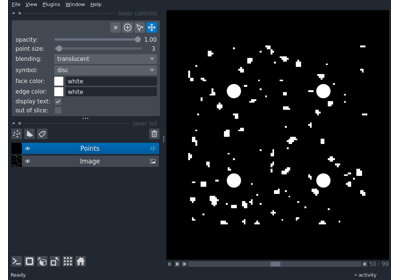 File View Plugins Window Help
layer controls
opacity: 1.00
point size: 3
blending: translucent
symbol: disc
face color: white
edge color: white
display text:
out of slice:
layer list
Points
Image
50 99
Ready
activity